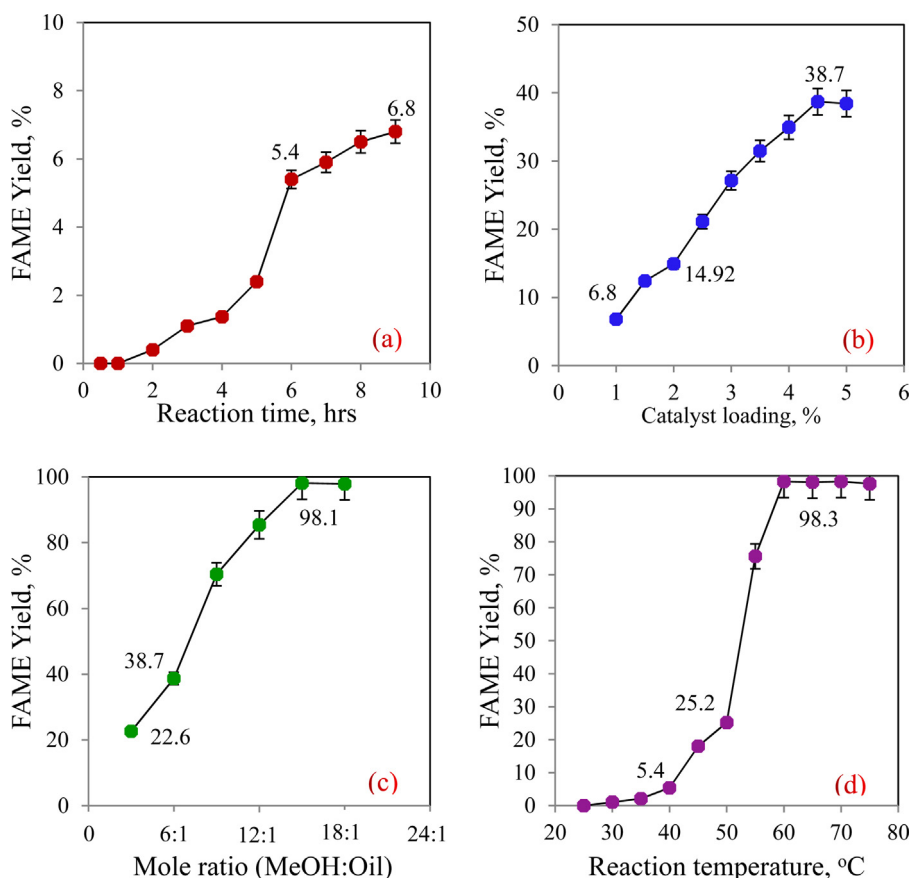 10
8
6
4
2
0
FAME Yield, %
5.4
6.8
(a)
0 2 4 6 8 10
Reaction time, hrs
50
40
30
20
10
0
FAME Yield, %
6.8
14.92
38.7
(b)
0 1 2 3 4 5 6
Catalyst loading, %
100
80
60
40
20
0
FAME Yield, %
98.1
38.7
22.6
(c)
0 6:1 12:1 18:1 24:1
Mole ratio (MeOH:Oil)
100
90
80
70
60
50
40
30
20
10
0
FAME Yield, %
98.3
25.2
5.4
(d)
20 30 40 50 60 70 80
Reaction temperature, ᵒC